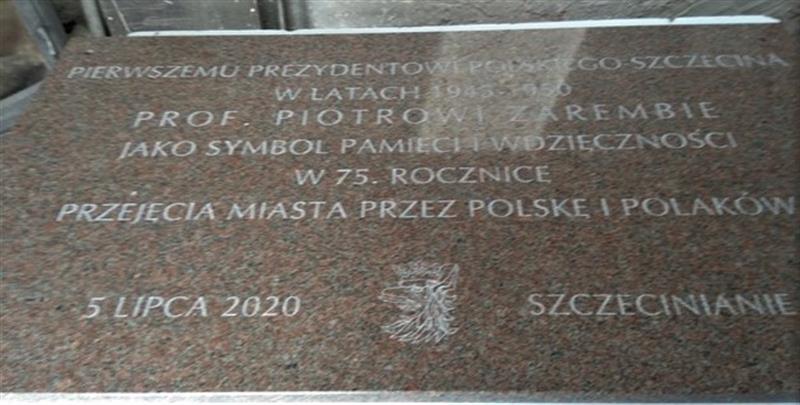 PIERWSZEMU PREZYDENTOWI POLSKIEGO SZCZECINA
W LATACH 1945-1950
PROF. PIOTROWI ZAREMBIE
JAKO SYMBOL PAMIĘCI I WDZIĘCZNOŚCI
W 75. ROCZNICĘ
PRZEJĘCIA MIASTA PRZEZ POLSKĘ I POLAKÓW
5 LIPCA 2020 SZCZECINIANIE